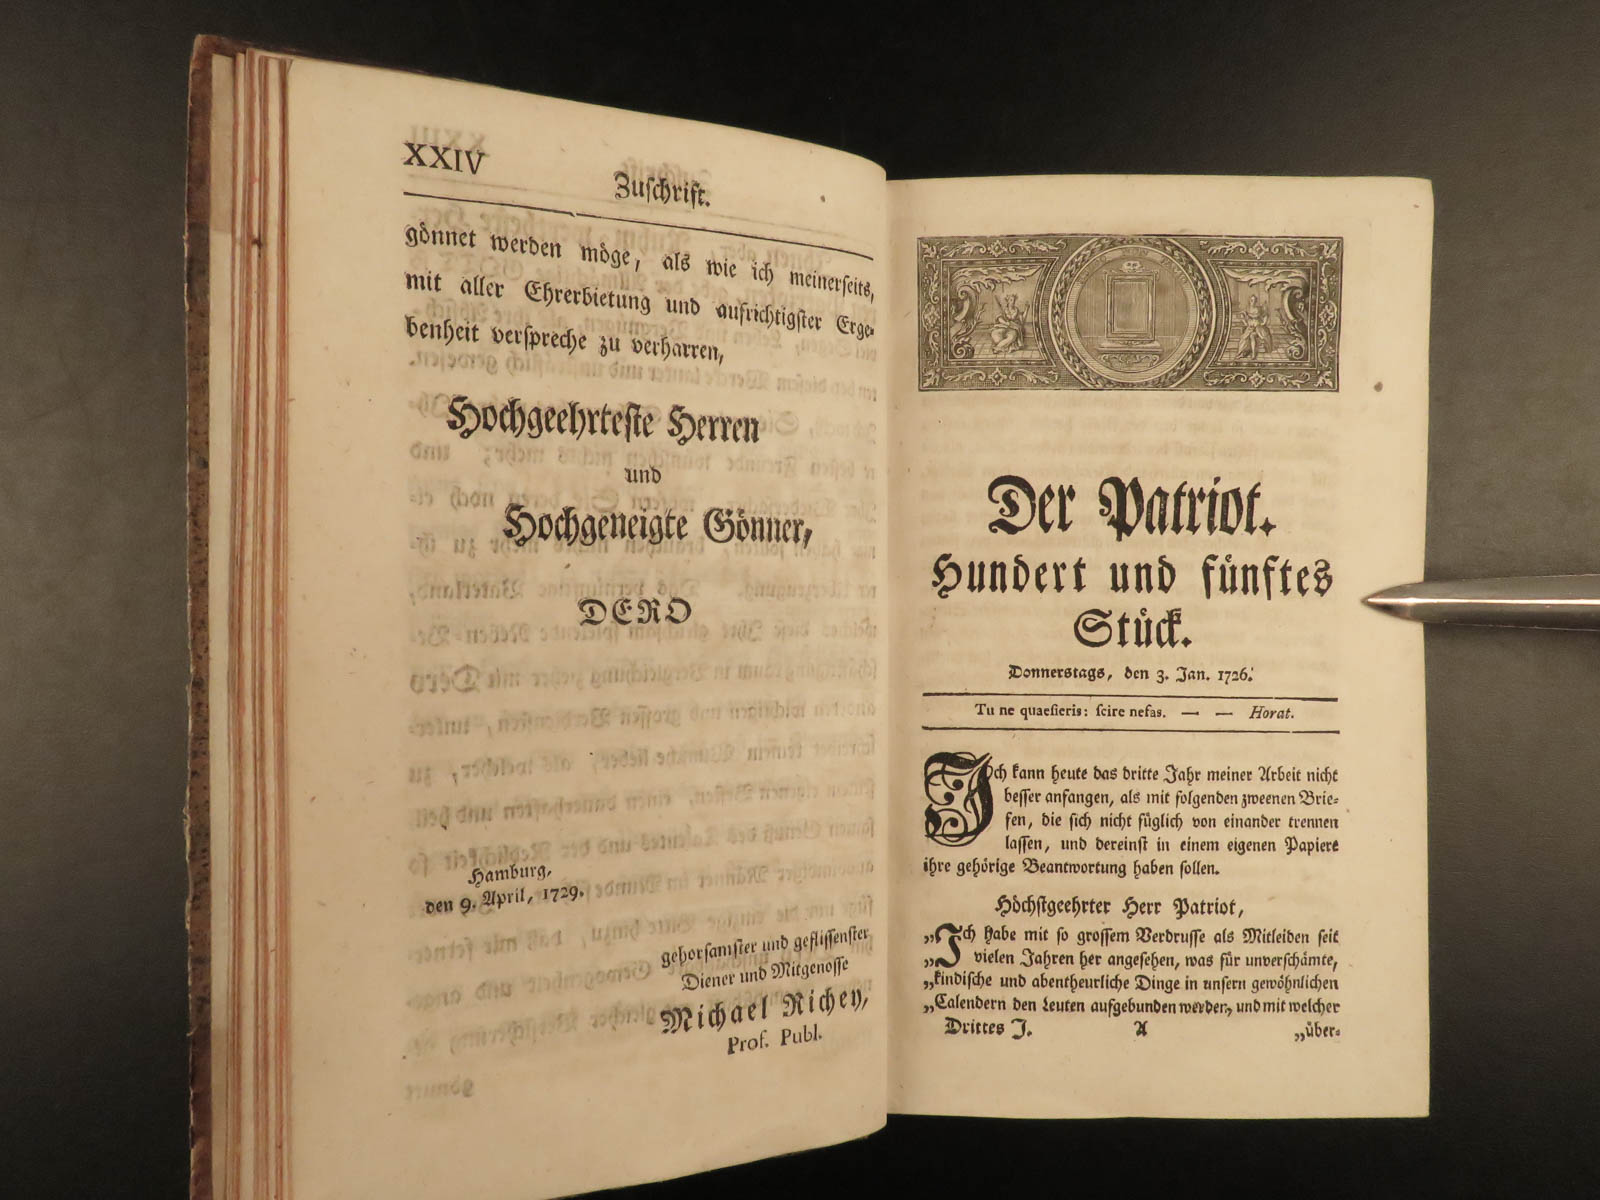 XXIV
Zuschrift.
gönnet werden möge, als wie ich meinerseits,
mit aller Ehrerbietung und aufrichtigster Erge-
benheit verspreche zu verharren,
Hochgeehrteste Herren
und
Hochgeneigte Gönner,
DERO
Hamburg,
den 9. April, 1729.
gehorsamster und geflissenster
Diener und Mitgenosse
Michael Richey,
Prof. Publ.
Der Patriot.
Hundert und fünftes
Stück.
Donnerstags, den 3. Jan. 1726.
Tu ne quaesieris: scire nefas. — — Horat.
Ich kann heute das dritte Jahr meiner Arbeit nicht
besser anfangen, als mit folgenden zweenen Brie-
fen, die sich nicht füglich von einander trennen
lassen, und dereinst in einem eigenen Papiere
ihre gehörige Beantwortung haben sollen.
Höchstgeehrter Herr Patriot,
„Ich habe mit so grossem Verdrusse als Mitleiden seit
„vielen Jahren her angesehen, was für unverschämte,
„kindische und abentheurliche Dinge in unsern gewöhnlichen
„Calendern den Leuten aufgebunden werden, und mit welcher
Drittes J. A „über-